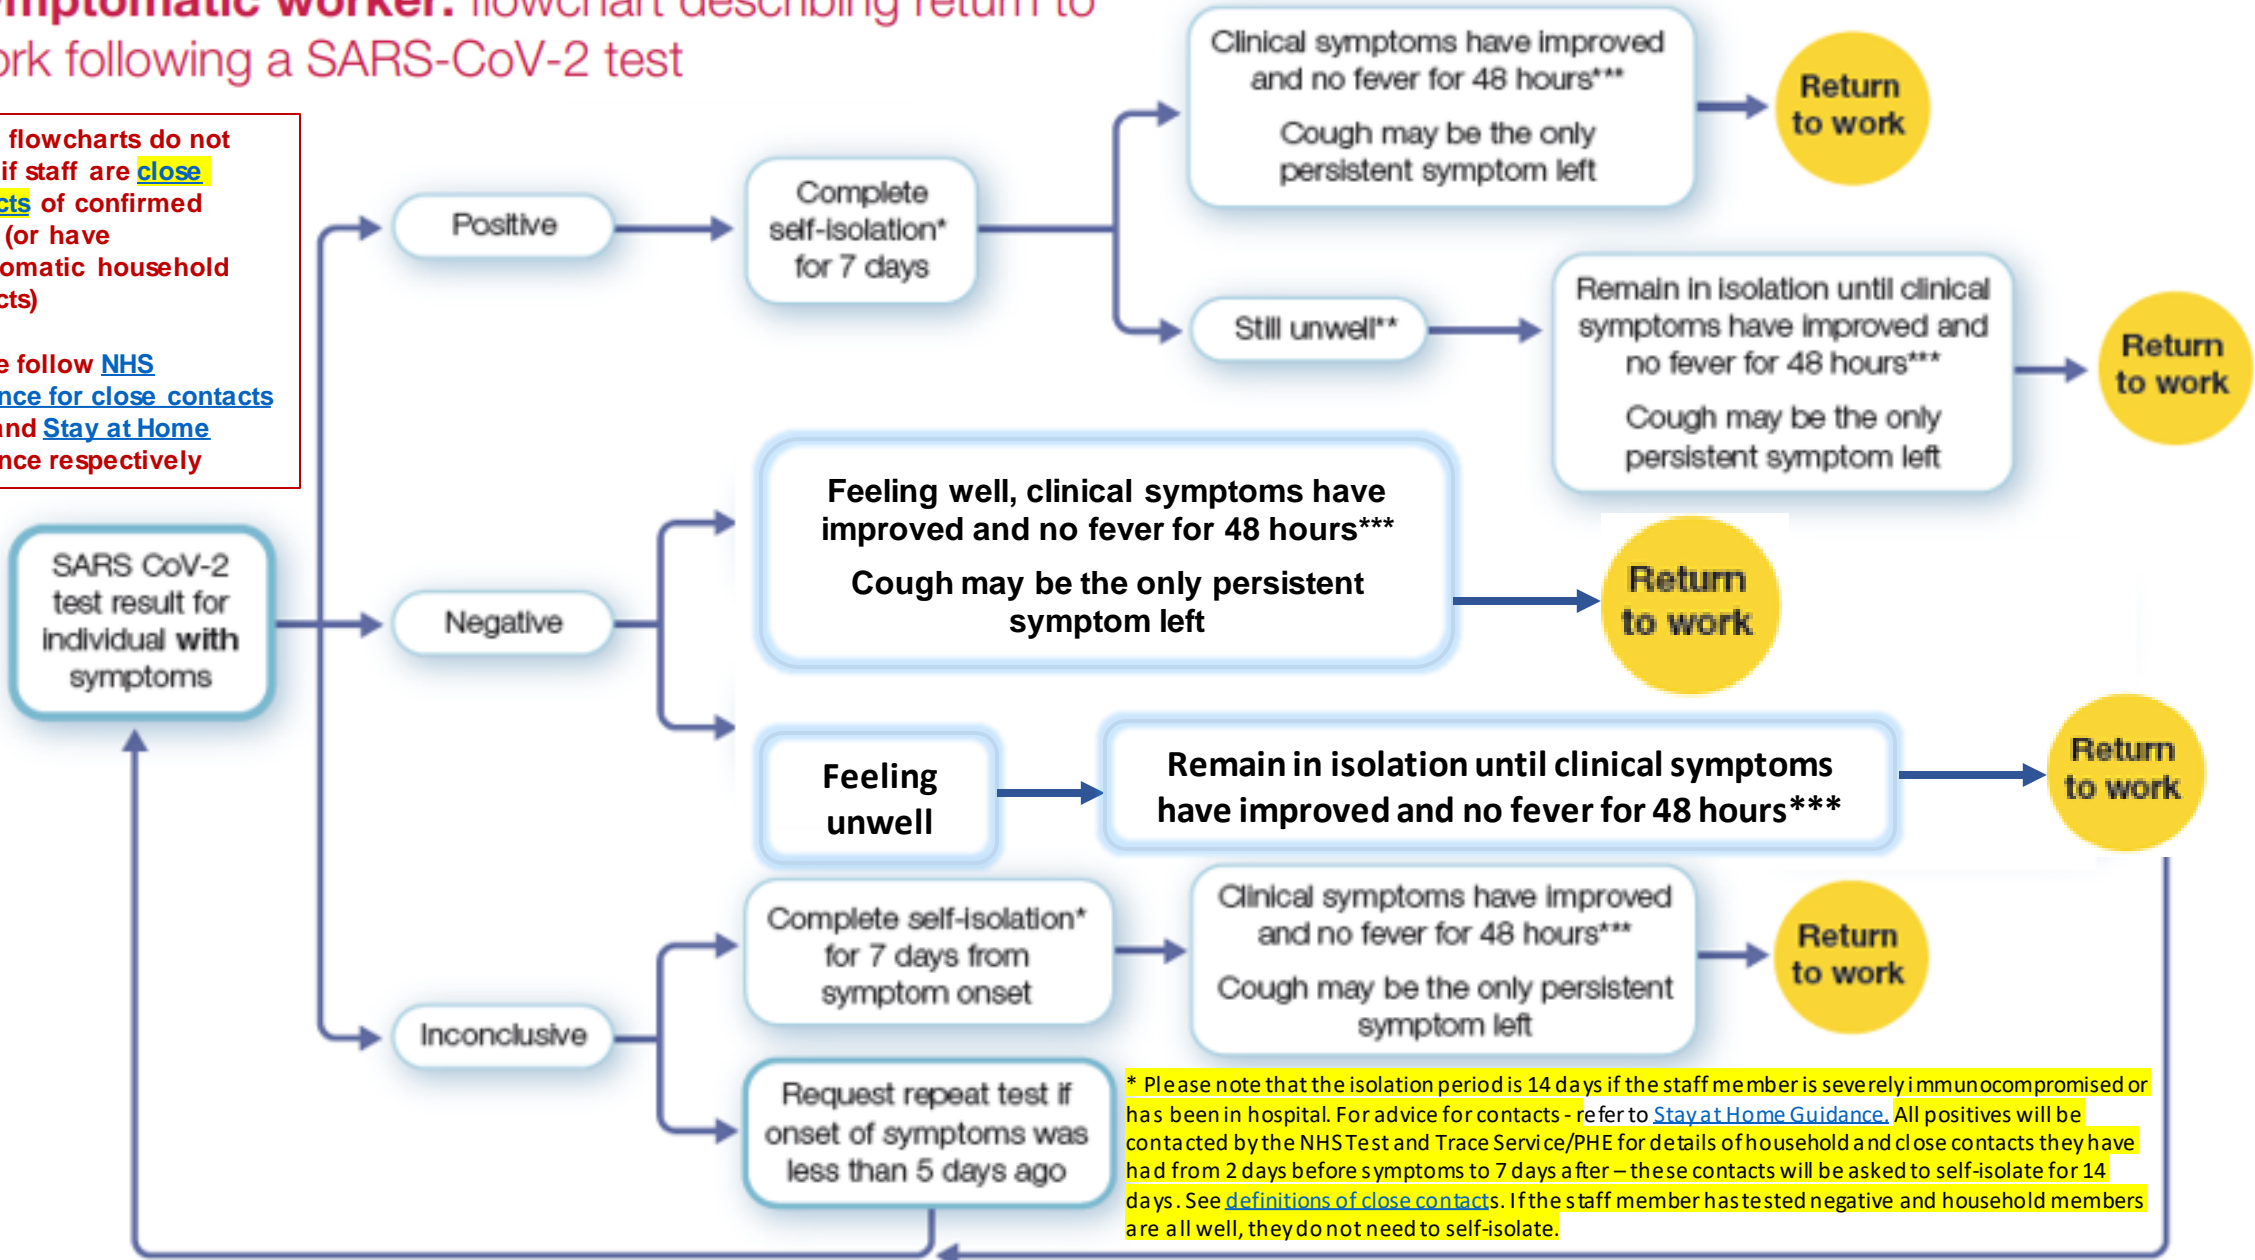 symptomatic worker: flowchart describing return to
work following a SARS-CoV-2 test
flowcharts do not
if staff are close
of confirmed
(or have
household
follow NHS
for close contacts
and Stay at Home
respectively
SARS CoV-2
test result for
individual with
symptoms
Positive
Complete
self-isolation*
for 7 days
Clinical symptoms have improved
and no fever for 48 hours***
Cough may be the only
persistent symptom left
Return
to work
Still unwell**
Remain in isolation until clinical
symptoms have improved and
no fever for 48 hours***
Cough may be the only
persistent symptom left
Return
to work
Negative
Feeling well, clinical symptoms have
improved and no fever for 48 hours***
Cough may be the only persistent
symptom left
Return
to work
Feeling
unwell
Remain in isolation until clinical symptoms
have improved and no fever for 48 hours***
Return
to work
Inconclusive
Complete self-isolation*
for 7 days from
symptom onset
Clinical symptoms have improved
and no fever for 48 hours***
Cough may be the only persistent
symptom left
Return
to work
Request repeat test if
onset of symptoms was
less than 5 days ago
* Please note that the isolation period is 14 days if the staff member is severely immunocompromised or
has been in hospital. For advice for contacts - refer to Stay at Home Guidance. All positives will be
contacted by the NHS Test and Trace Service/PHE for details of household and close contacts they have
had from 2 days before symptoms to 7 days after – these contacts will be asked to self-isolate for 14
days. See definitions of close contacts. If the staff member has tested negative and household members
are all well, they do not need to self-isolate.